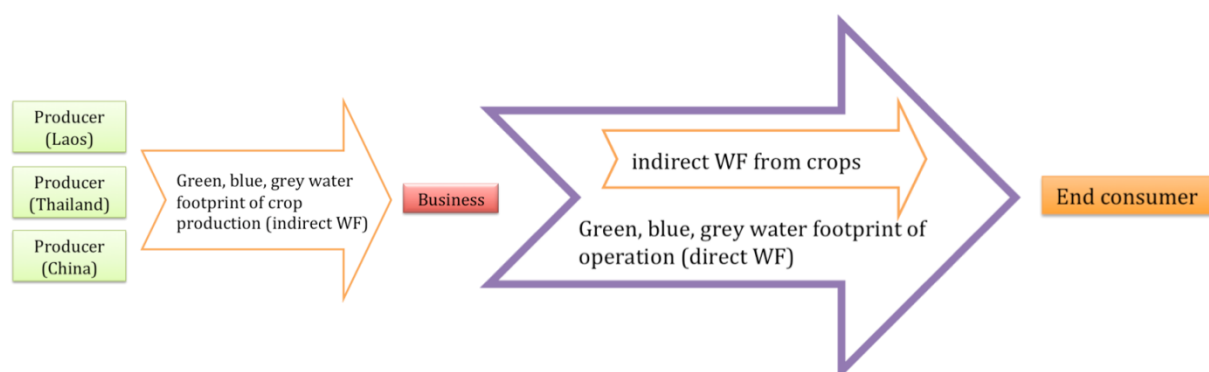 Producer
(Laos)
Producer
(Thailand)
Producer
(China)
Green, blue, grey water
footprint of crop
production (indirect WF)
Business
indirect WF from crops
Green, blue, grey water footprint of
operation (direct WF)
End consumer